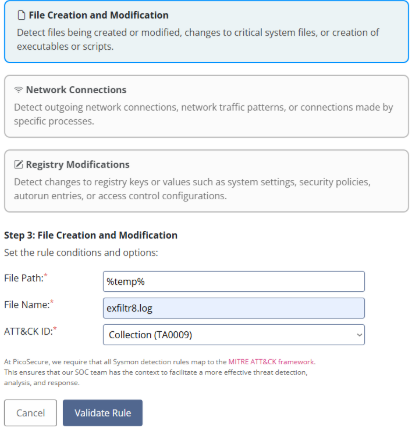 File Creation and Modification
Detect files being created or modified, changes to critical system files, or creation of
executables or scripts.
Network Connections
Detect outgoing network connections, network traffic patterns, or connections made by
specific processes.
Registry Modifications
Detect changes to registry keys or values such as system settings, security policies,
autorun entries, or access control configurations.
Step 3: File Creation and Modification
Set the rule conditions and options:
File Path:*
%temp%
File Name:*
exfiltr8.log
ATT&CK ID:*
Collection (TA0009)
At PicoSecure, we require that all Sysmon detection rules map to the MITRE ATT&CK framework.
This ensures that our SOC team has the context to facilitate a more effective threat detection,
analysis, and response.
Cancel
Validate Rule